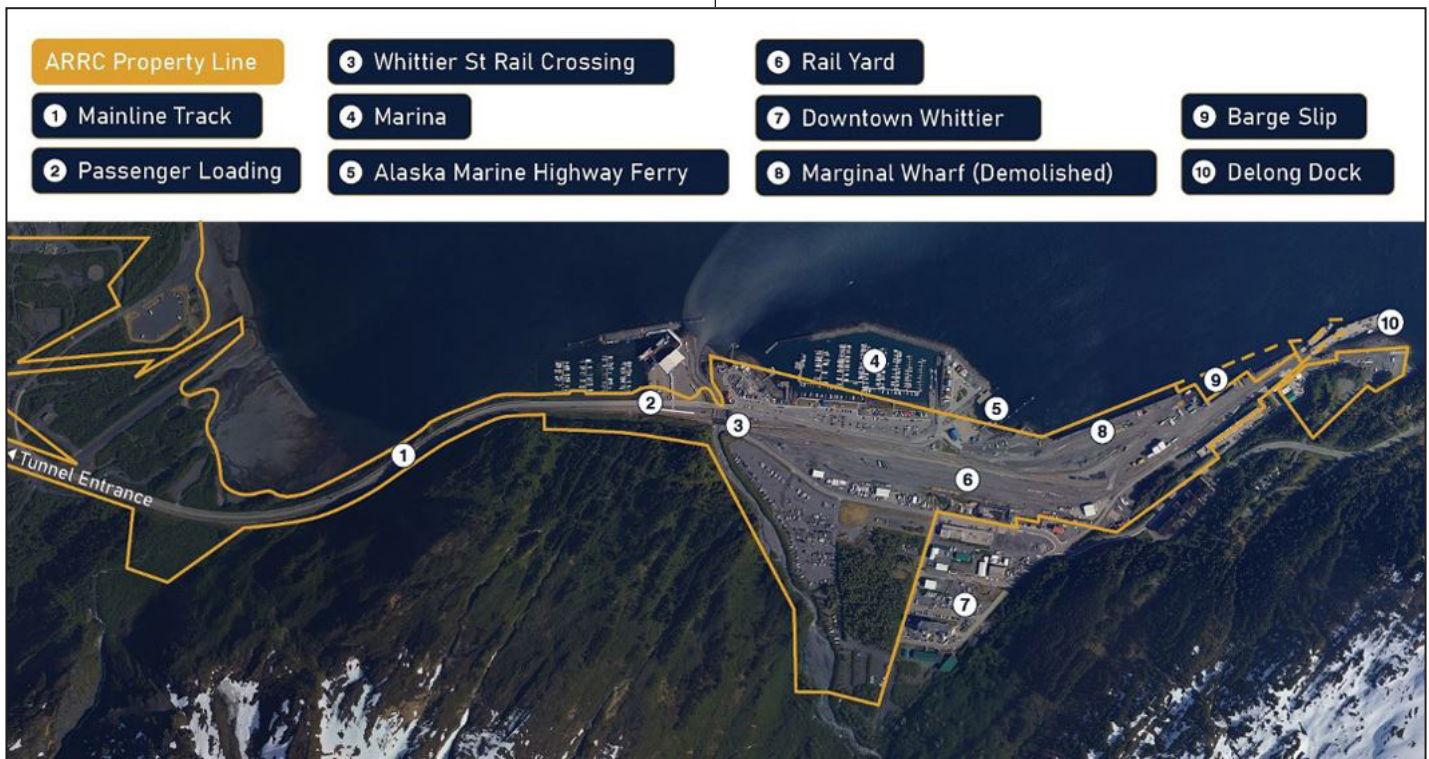 ARRC Property Line
1 Mainline Track
2 Passenger Loading
3 Whittier St Rail Crossing
4 Marina
5 Alaska Marine Highway Ferry
6 Rail Yard
7 Downtown Whittier
8 Marginal Wharf (Demolished)
9 Barge Slip
10 Delong Dock
Tunnel Entrance
1
2
3
4
5
6
7
8
9
10